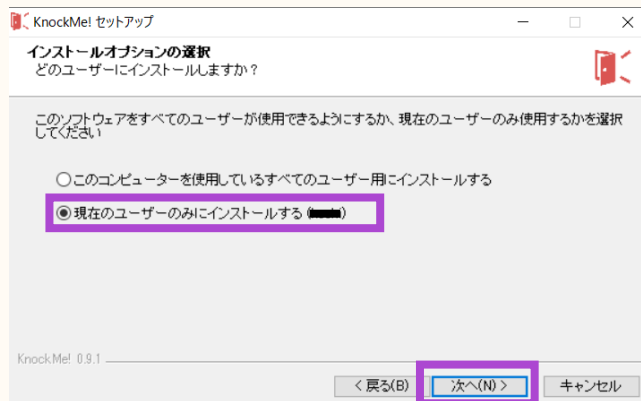 KnockMe! セットアップ
インストールオプションの選択
どのユーザーにインストールしますか？
このソフトウェアをすべてのユーザーが使用できるようにするか、現在のユーザーのみ使用するかを選択
してください
このコンピューターを使用しているすべてのユーザー用にインストールする
現在のユーザーのみにインストールする ( )
KnockMe! 0.9.1
< 戻る(B)
次へ(N) >
キャンセル